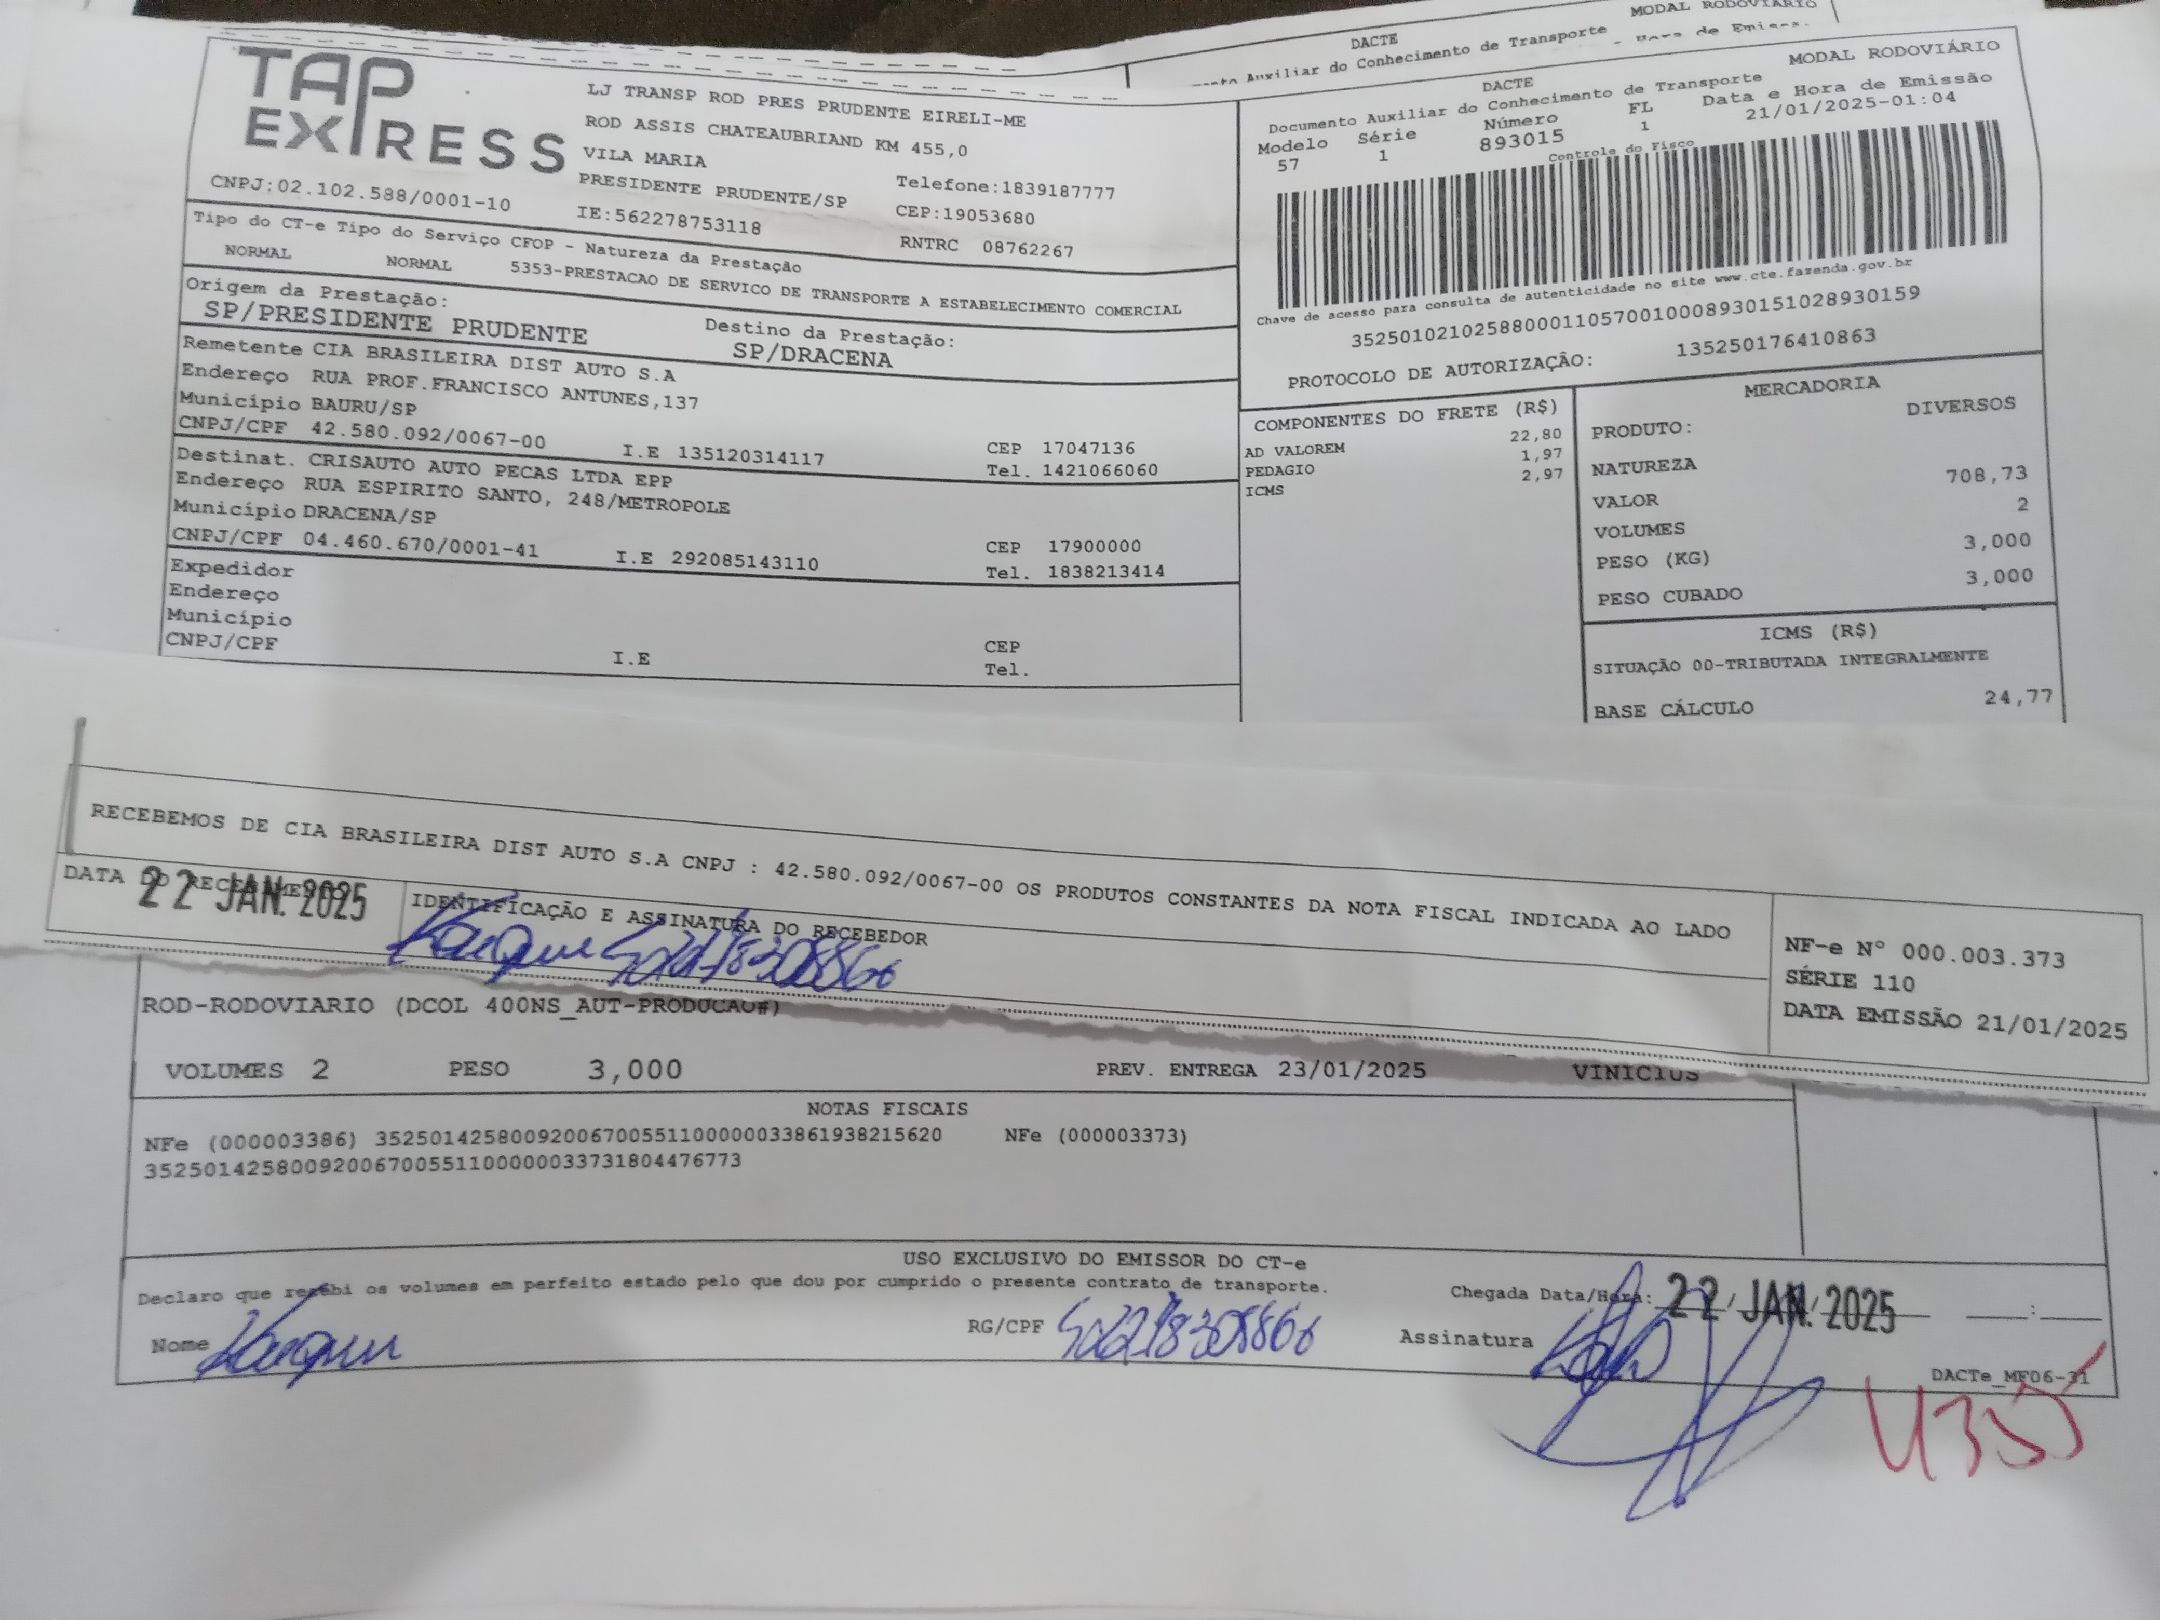 MODAL RODOVIÁRIO
DACTE
Auxiliar do Conhecimento de Transporte
TAP
EXPRESS
LJ TRANSP ROD PRES PRUDENTE EIRELI-ME
ROD ASSIS CHATEAUBRIAND KM 455,0
VILA MARIA
PRESIDENTE PRUDENTE/SP Telefone:1839187777
CNPJ:02.102.588/0001-10 IE:562278753118 CEP:19053680
RNTRC 08762267
DACTE MODAL RODOVIÁRIO
Documento Auxiliar do Conhecimento de Transporte Data e Hora de Emissão
Modelo Série Número FL
57 1 893015 1 21/01/2025-01:04
Controle do Fisco
Chave de acesso para consulta de autenticidade no site www.cte.fazenda.gov.br
35250102102588000110570010008930151028930159
PROTOCOLO DE AUTORIZAÇÃO: 135250176410863
Tipo do CT-e Tipo do Serviço CFOP - Natureza da Prestação
NORMAL NORMAL 5353-PRESTACAO DE SERVICO DE TRANSPORTE A ESTABELECIMENTO COMERCIAL
Origem da Prestação: Destino da Prestação:
SP/PRESIDENTE PRUDENTE SP/DRACENA
Remetente CIA BRASILEIRA DIST AUTO S.A
Endereço RUA PROF.FRANCISCO ANTUNES,137
Município BAURU/SP CEP 17047136
CNPJ/CPF 42.580.092/0067-00 I.E 135120314117 Tel. 1421066060
Destinat. CRISAUTO AUTO PECAS LTDA EPP
Endereço RUA ESPIRITO SANTO, 248/METROPOLE
Município DRACENA/SP CEP 17900000
CNPJ/CPF 04.460.670/0001-41 I.E 292085143110 Tel. 1838213414
Expedidor
Endereço
Município CEP
CNPJ/CPF I.E Tel.
COMPONENTES DO FRETE (R$)
22,80
AD VALOREM 1,97
PEDAGIO 2,97
ICMS
MERCADORIA
PRODUTO: DIVERSOS
NATUREZA
VALOR 708,73
VOLUMES 2
PESO (KG) 3,000
PESO CUBADO 3,000
ICMS (R$)
SITUAÇÃO 00-TRIBUTADA INTEGRALMENTE
BASE CÁLCULO 24,77
RECEBEMOS DE CIA BRASILEIRA DIST AUTO S.A CNPJ : 42.580.092/0067-00 OS PRODUTOS CONSTANTES DA NOTA FISCAL INDICADA AO LADO
DATA DO RECEBIMENTO IDENTIFICAÇÃO E ASSINATURA DO RECEBEDOR
22 JAN. 2025
NF-e Nº 000.003.373
SÉRIE 110
DATA EMISSÃO 21/01/2025
ROD-RODOVIARIO (DCOL 400NS_AUT-PRODUCAO#)
VOLUMES 2 PESO 3,000 PREV. ENTREGA 23/01/2025 VINICIUS
NOTAS FISCAIS
NFe (000003386) 35250142580092006700551100000033861938215620 NFe (000003373)
35250142580092006700551100000033731804476773
USO EXCLUSIVO DO EMISSOR DO CT-e
Declaro que recebi os volumes em perfeito estado pelo que dou por cumprido o presente contrato de transporte. Chegada Data/Hora: 22 JAN. 2025
Nome RG/CPF Assinatura
DACTe_MF06-31